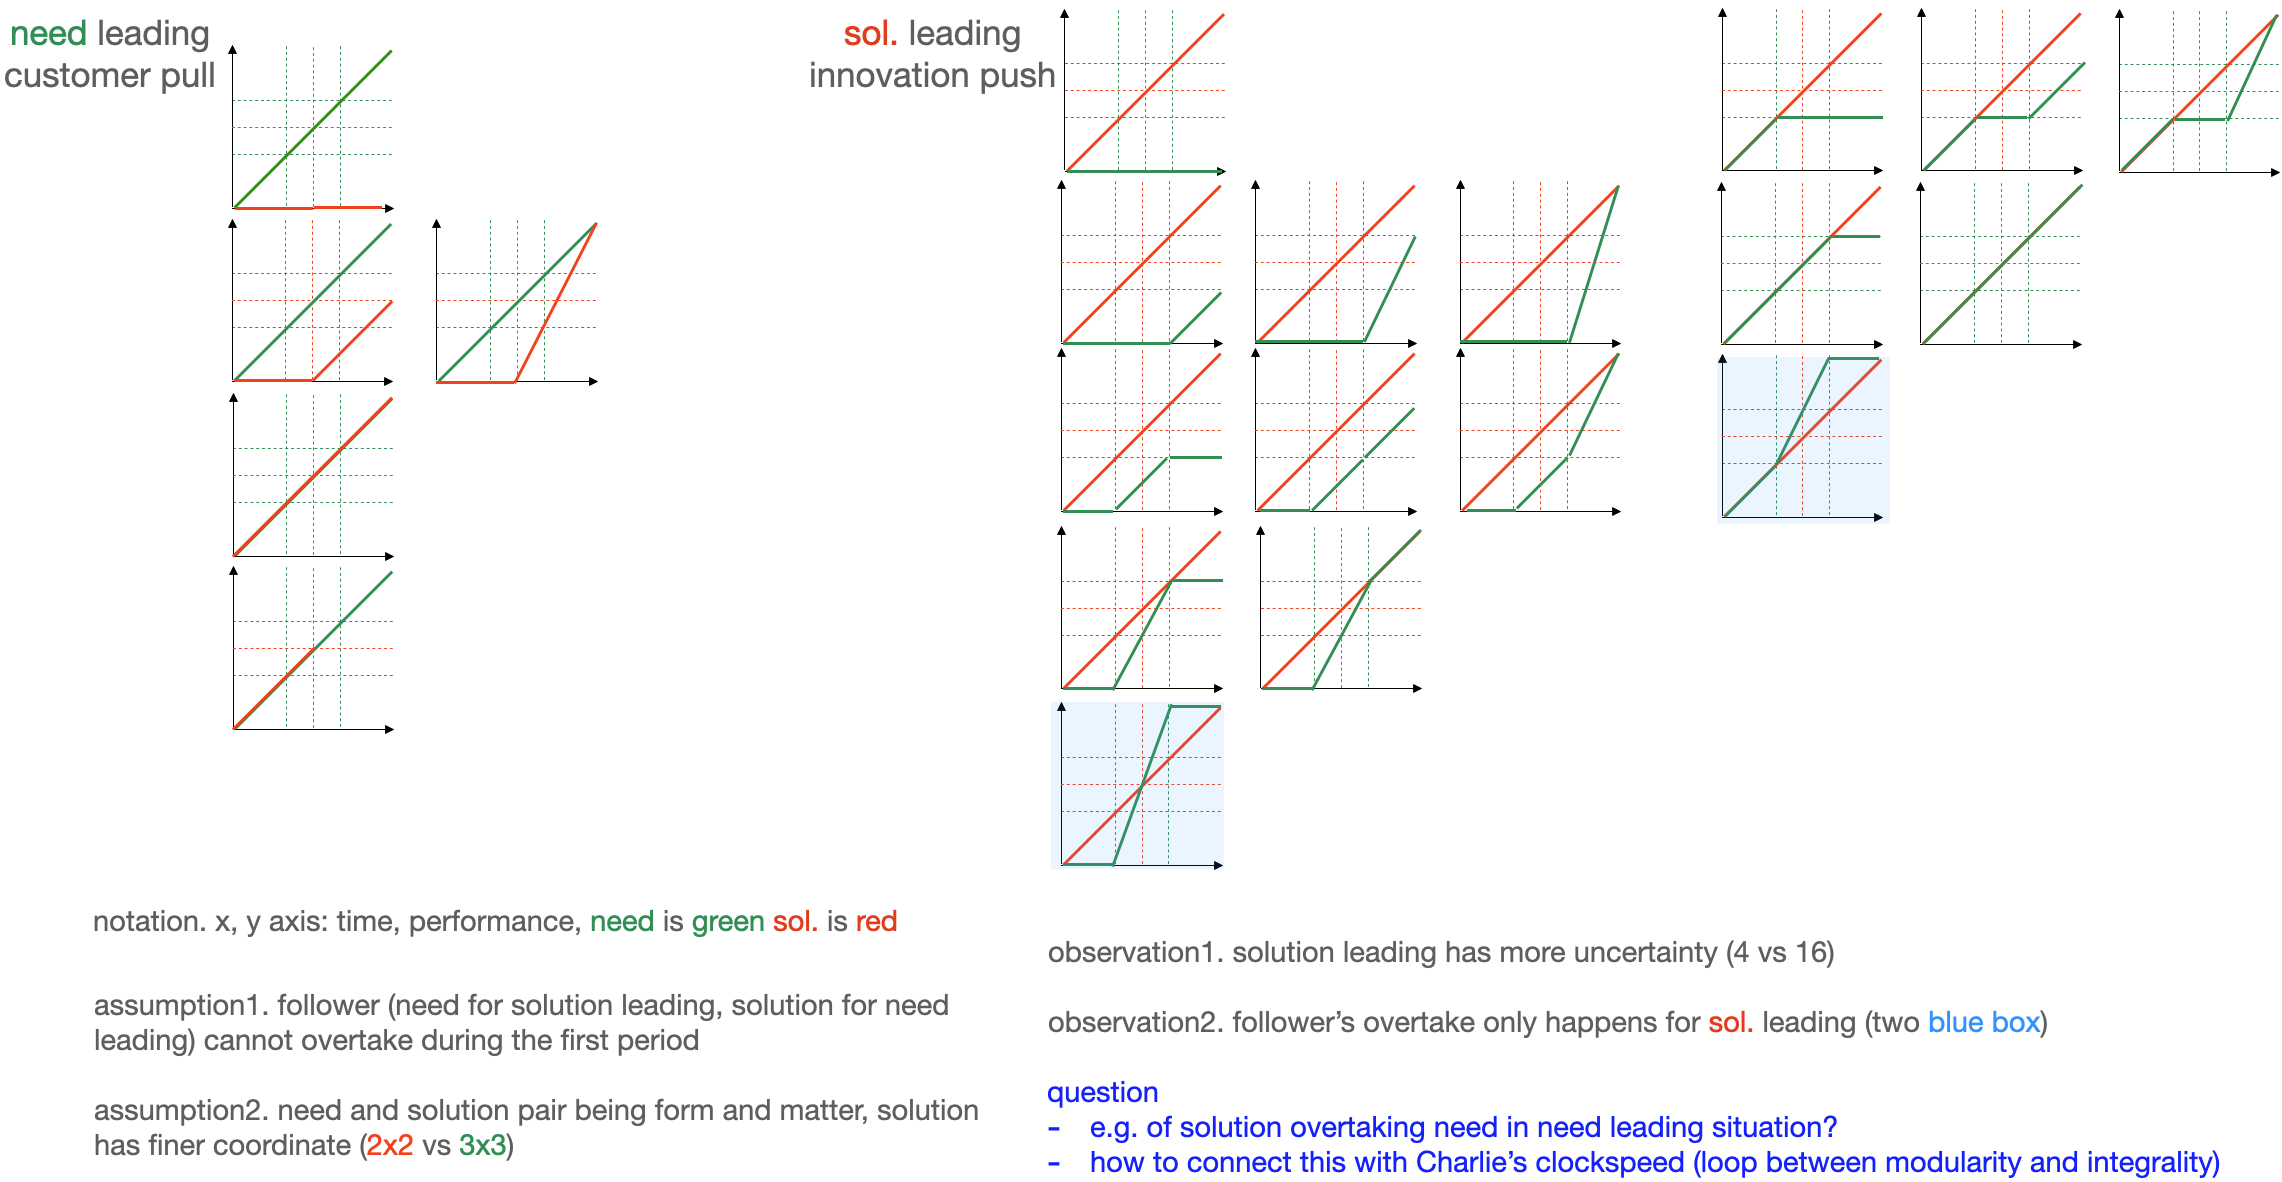 need leading
customer pull
sol. leading
innovation push
notation. x, y axis: time, performance, need is green sol. is red
assumption1. follower (need for solution leading, solution for need
leading) cannot overtake during the first period
assumption2. need and solution pair being form and matter, solution
has finer coordinate (2x2 vs 3x3)
observation1. solution leading has more uncertainty (4 vs 16)
observation2. follower's overtake only happens for sol. leading (two blue box)
question
- e.g. of solution overtaking need in need leading situation?
- how to connect this with Charlie's clockspeed (loop between modularity and integrality)